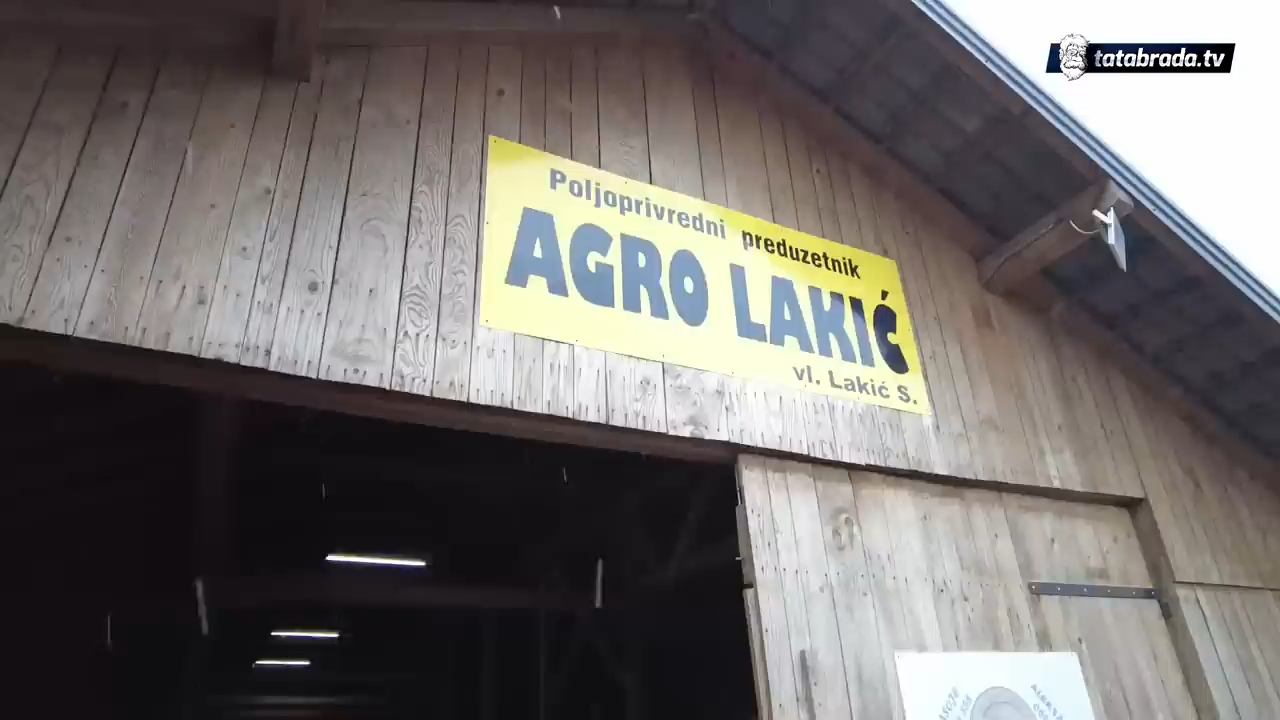 tatabrada.tv
Poljoprivredni preduzetnik
AGRO LAKIĆ
vl. Lakić S.